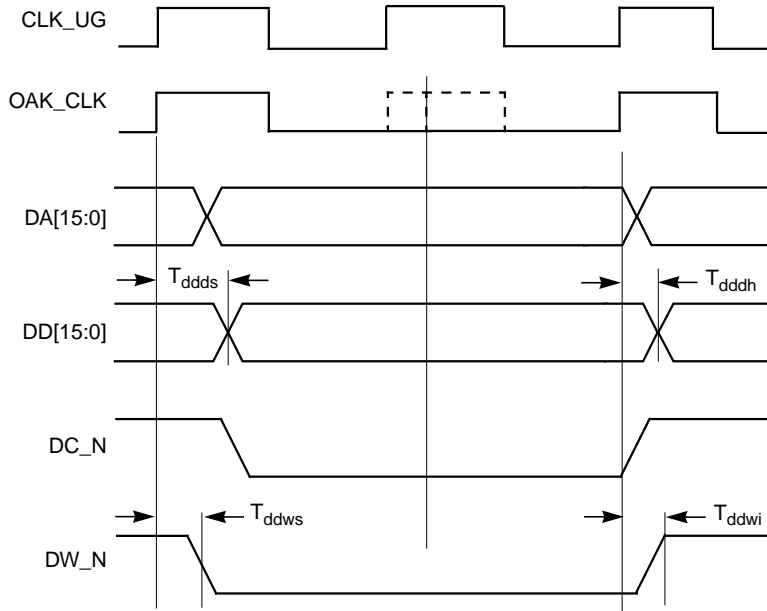 CLK_UG
OAK_CLK
DA[15:0]
Tddds
Tdddh
DD[15:0]
DC_N
Tddws
Tddwi
DW_N